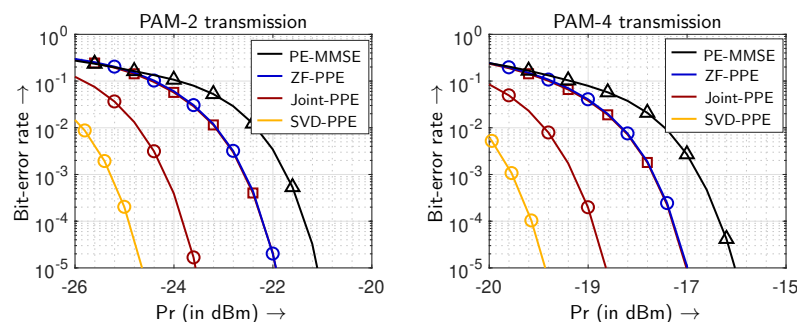 PAM-2 transmission
Bit-error rate →
10^0
10^-1
10^-2
10^-3
10^-4
10^-5
-26
-24
-22
-20
Pr (in dBm) →
PE-MMSE
ZF-PPE
Joint-PPE
SVD-PPE
PAM-4 transmission
Bit-error rate →
10^0
10^-1
10^-2
10^-3
10^-4
10^-5
-20
-19
-17
-15
Pr (in dBm) →
PE-MMSE
ZF-PPE
Joint-PPE
SVD-PPE